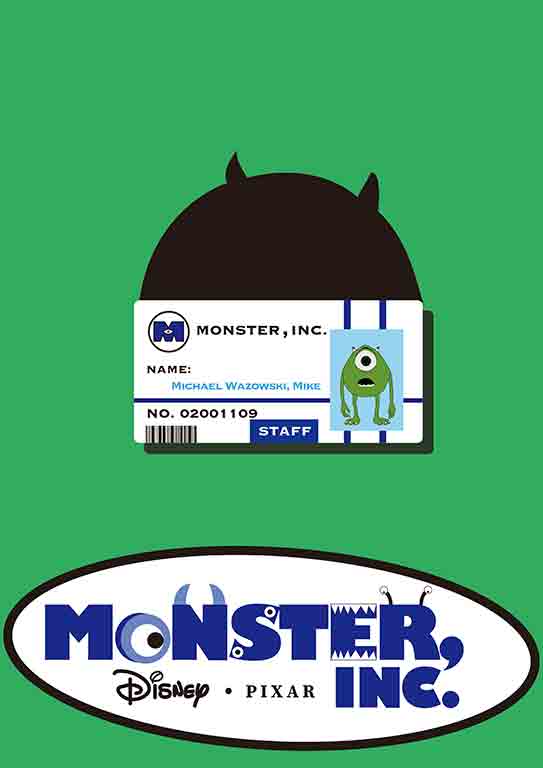 M MONSTER, INC.
NAME:
Michael Wazowski, Mike
NO. 02001109
STAFF
MONSTER,
INC.
Disney • PIXAR